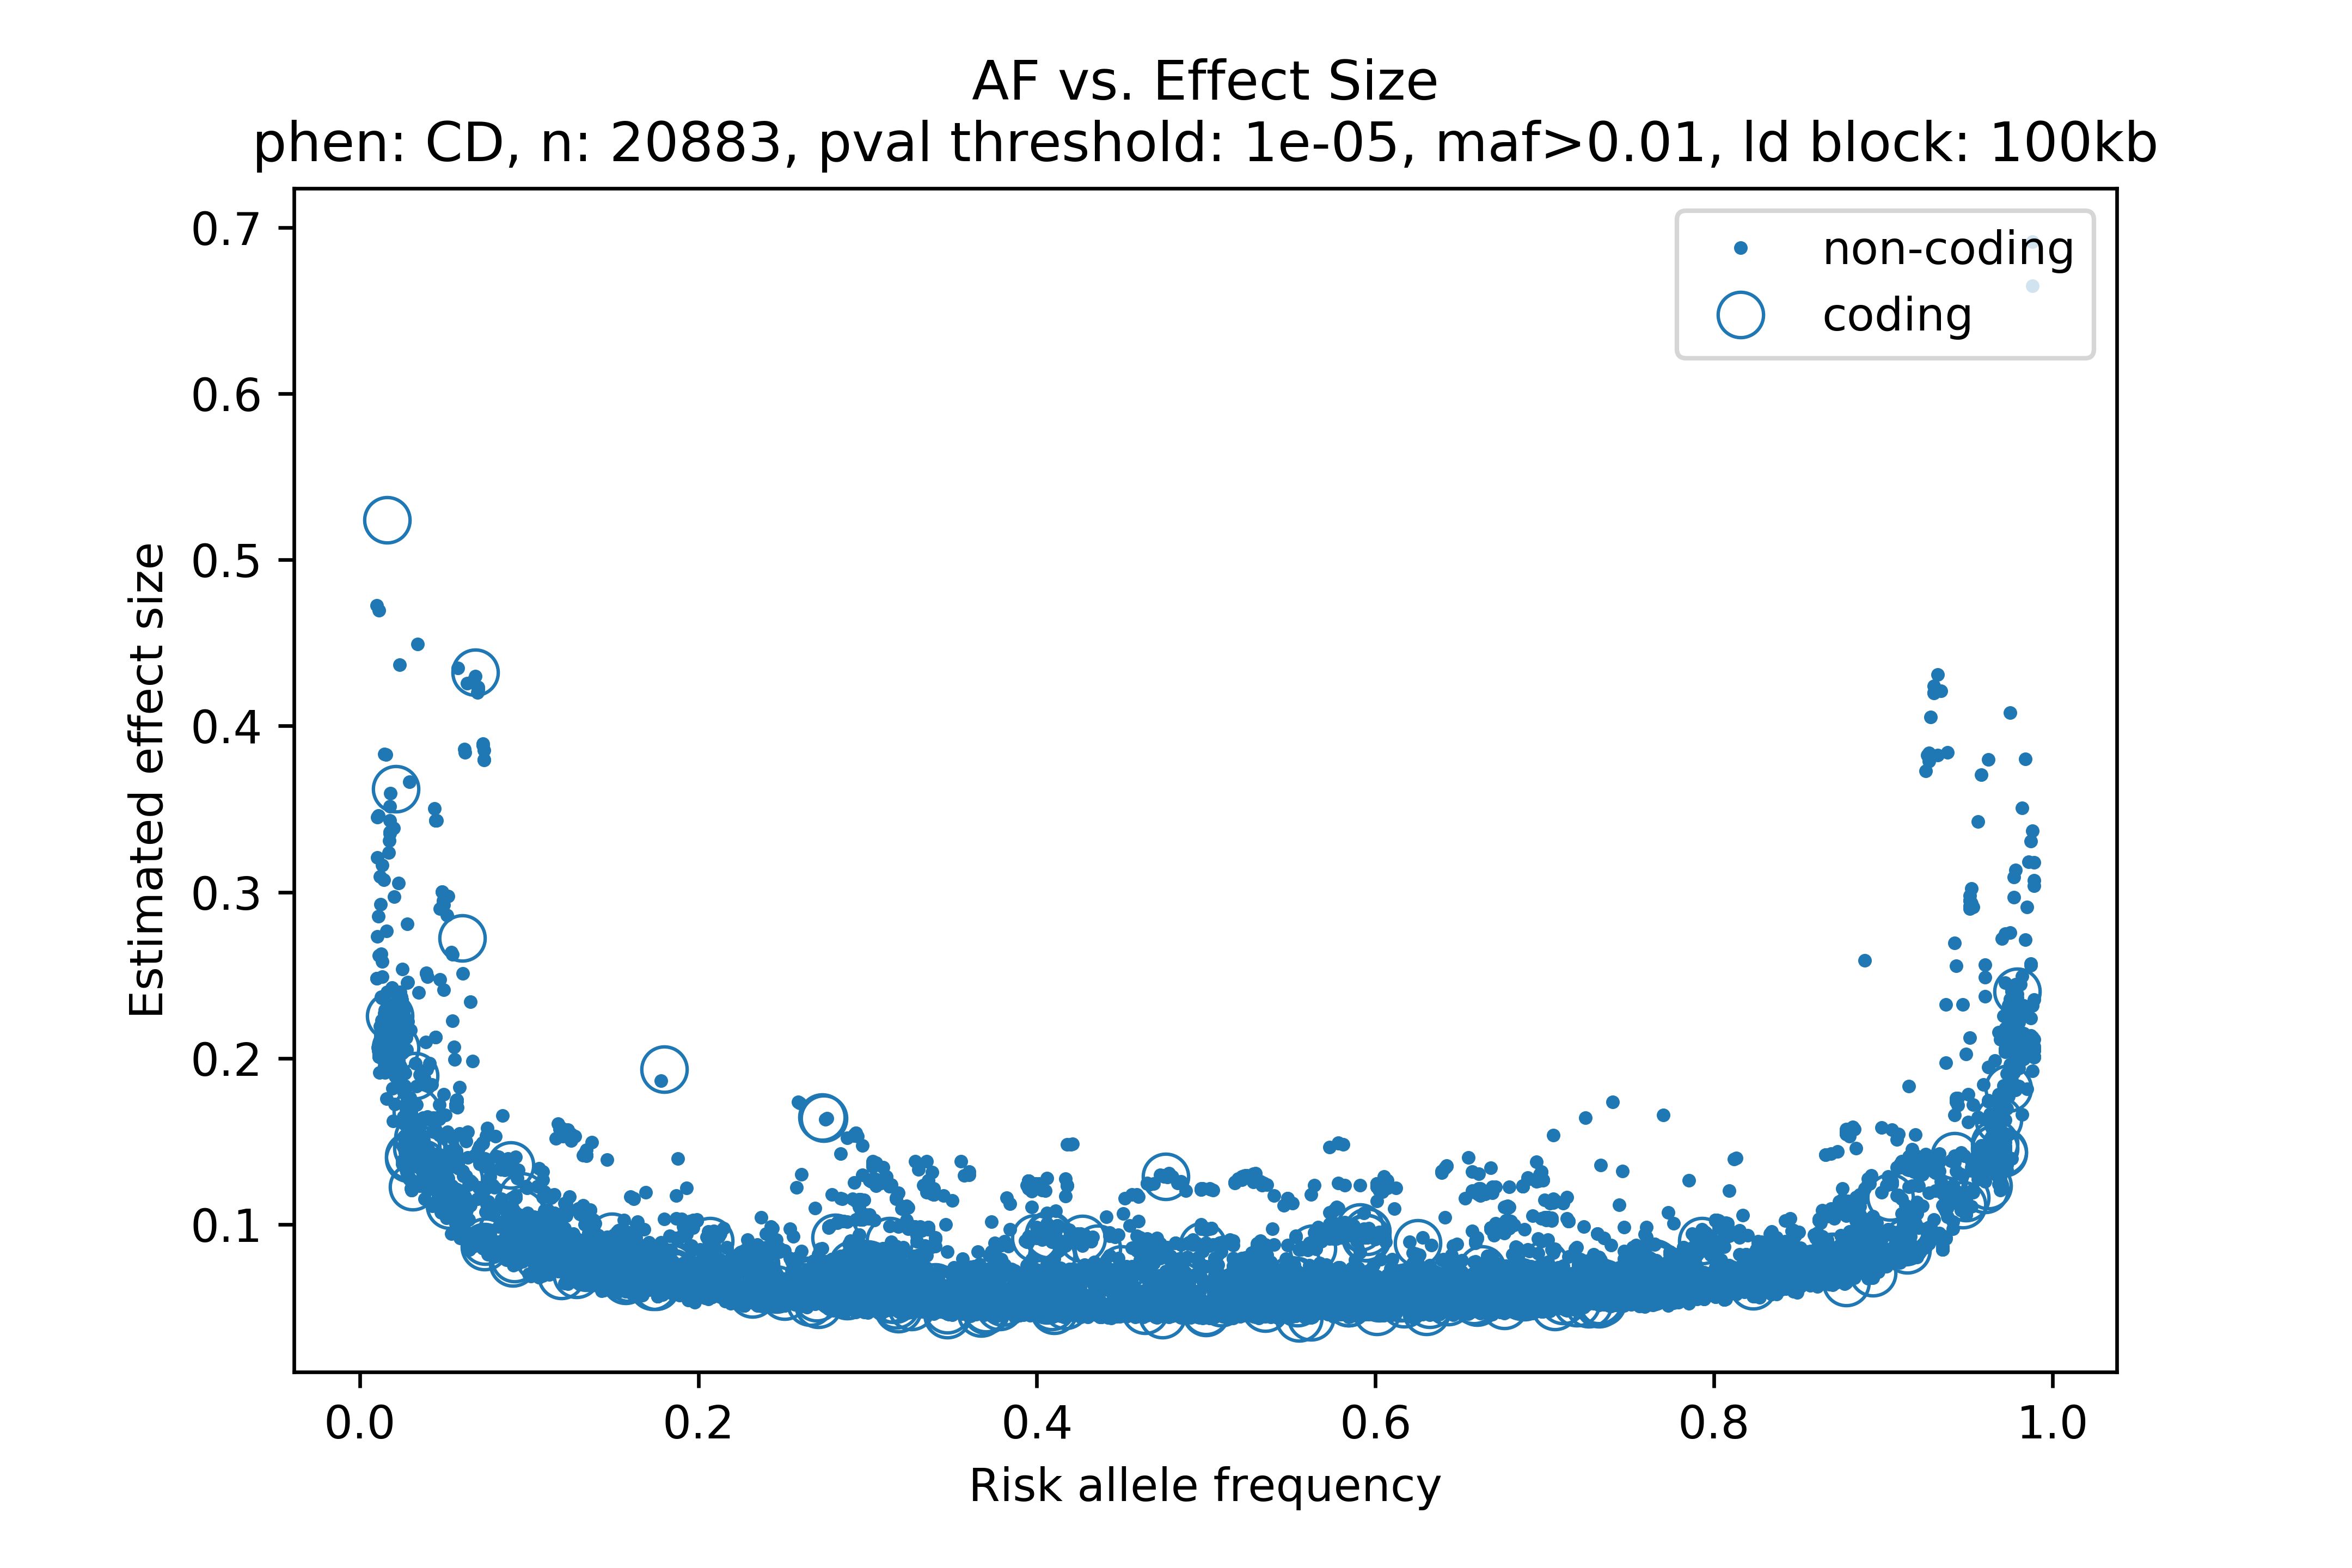 AF vs. Effect Size
phen: CD, n: 20883, pval threshold: 1e-05, maf>0.01, ld block: 100kb
non-coding
coding
0.7
0.6
0.5
0.4
0.3
0.2
0.1
Estimated effect size
0.0 0.2 0.4 0.6 0.8 1.0
Risk allele frequency